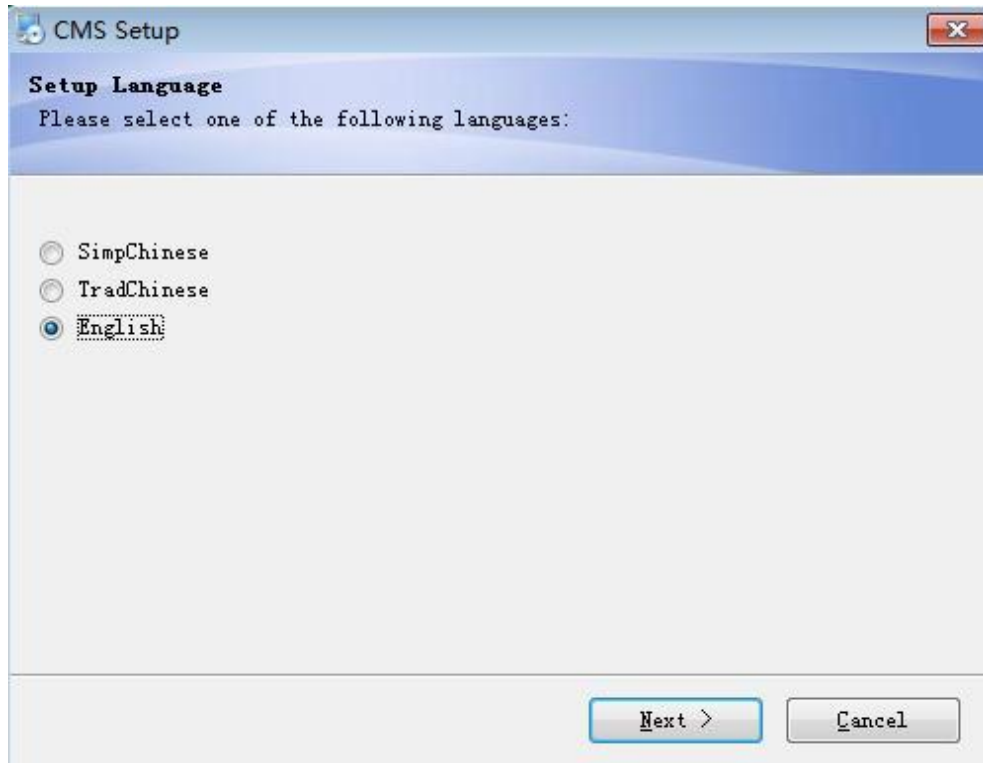 CMS Setup
Setup Language
Please select one of the following languages:
SimpChinese
TradChinese
English
Next >
Cancel